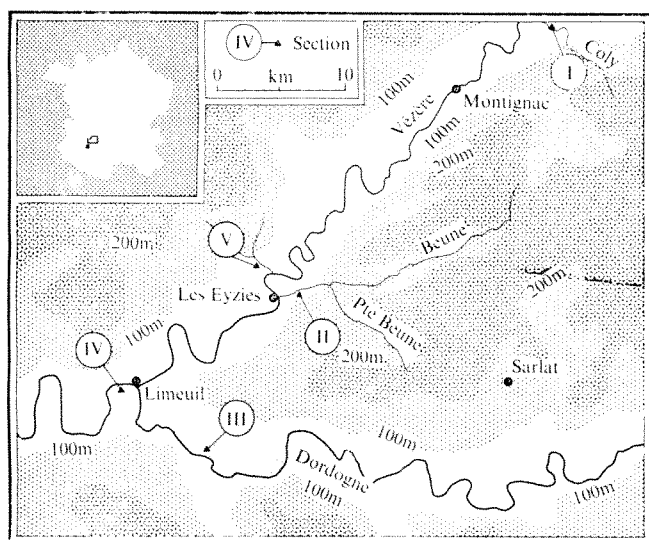 IV Section
0 km 10
I
Coly
100m
Vézère
Montignac
100m
200m
200m.
V
Beune
Les Eyzies
II
Pte Beune
200m.
200m.
100m
IV
Limeuil
Sarlat
III
100m
100m
Dordogne
100m
100m